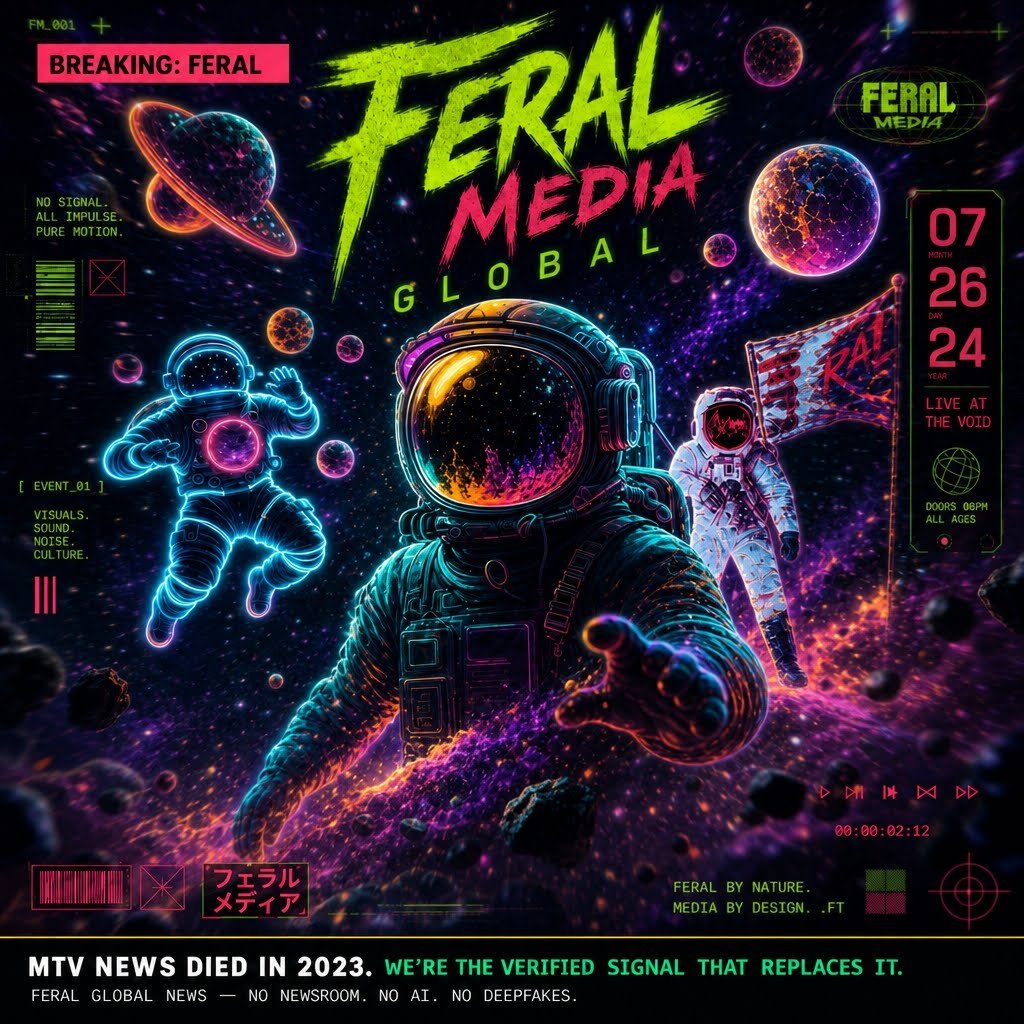 FM_001
BREAKING: FERAL
FERAL
MEDIA
GLOBAL
FERAL
MEDIA
NO SIGNAL.
ALL IMPULSE.
PURE MOTION.
07
MONTH
26
DAY
24
YEAR
LIVE AT
THE VOID
DOORS 06PM
ALL AGES
[ EVENT_01 ]
VISUALS.
SOUND.
NOISE.
CULTURE.
00:00:02:12
フェラル
メディア
FERAL BY NATURE.
MEDIA BY DESIGN. .FT
MTV NEWS DIED IN 2023. WE'RE THE VERIFIED SIGNAL THAT REPLACES IT.
FERAL GLOBAL NEWS — NO NEWSROOM. NO AI. NO DEEPFAKES.